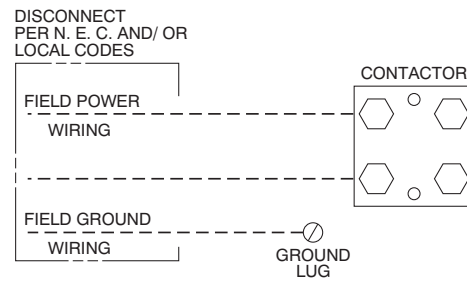 DISCONNECT
PER N. E. C. AND/ OR
LOCAL CODES
CONTACTOR
FIELD POWER
WIRING
FIELD GROUND
WIRING
GROUND
LUG